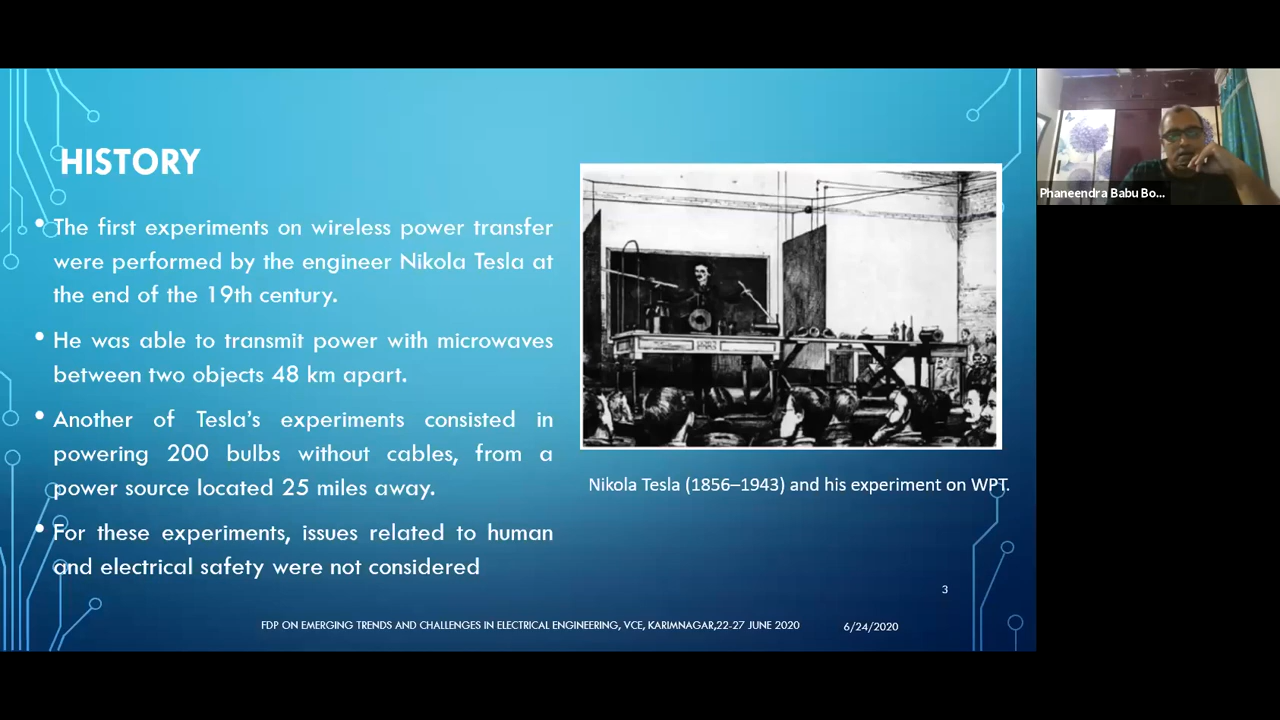 HISTORY
• The first experiments on wireless power transfer
were performed by the engineer Nikola Tesla at
the end of the 19th century.
• He was able to transmit power with microwaves
between two objects 48 km apart.
• Another of Tesla's experiments consisted in
powering 200 bulbs without cables, from a
power source located 25 miles away.
• For these experiments, issues related to human
and electrical safety were not considered
Nikola Tesla (1856–1943) and his experiment on WPT.
3
FDP ON EMERGING TRENDS AND CHALLENGES IN ELECTRICAL ENGINEERING, VCE, KARIMNAGAR,22-27 JUNE 2020
6/24/2020
Phaneendra Babu Bo...